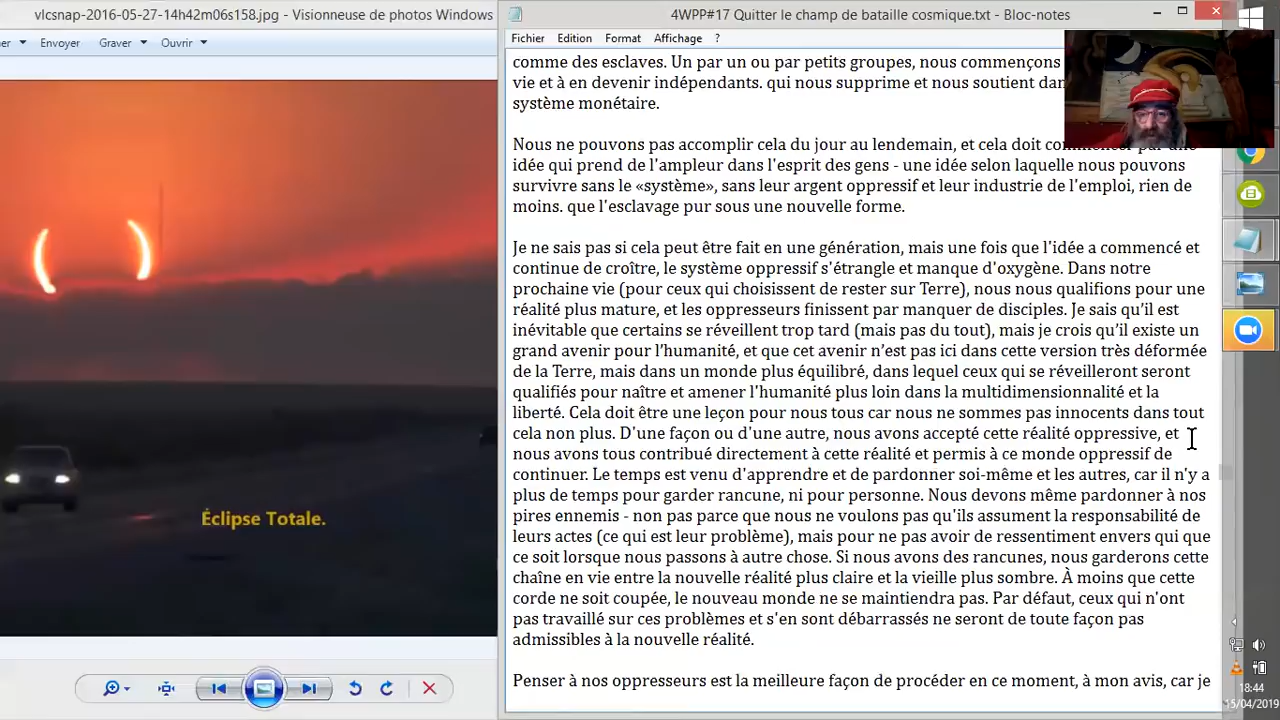 vlcsnap-2016-05-27-14h42m06s158.jpg - Visionneuse de photos Windows
4WPP#17 Quitter le champ de bataille cosmique.txt - Bloc-notes
Envoyer Graver Ouvrir
Fichier Edition Format Affichage ?
comme des esclaves. Un par un ou par petits groupes, nous commençons
vie et à en devenir indépendants. qui nous supprime et nous soutient dan
système monétaire.
Nous ne pouvons pas accomplir cela du jour au lendemain, et cela doit commencer par une
idée qui prend de l'ampleur dans l'esprit des gens - une idée selon laquelle nous pouvons
survivre sans le «système», sans leur argent oppressif et leur industrie de l'emploi, rien de
moins. que l'esclavage pur sous une nouvelle forme.
Je ne sais pas si cela peut être fait en une génération, mais une fois que l'idée a commencé et
continue de croître, le système oppressif s'étrangle et manque d'oxygène. Dans notre
prochaine vie (pour ceux qui choisissent de rester sur Terre), nous nous qualifions pour une
réalité plus mature, et les oppresseurs finissent par manquer de disciples. Je sais qu’il est
inévitable que certains se réveillent trop tard (mais pas du tout), mais je crois qu’il existe un
grand avenir pour l’humanité, et que cet avenir n’est pas ici dans cette version très déformée
de la Terre, mais dans un monde plus équilibré, dans lequel ceux qui se réveilleront seront
qualifiés pour naître et amener l'humanité plus loin dans la multidimensionnalité et la
liberté. Cela doit être une leçon pour nous tous car nous ne sommes pas innocents dans tout
cela non plus. D'une façon ou d'une autre, nous avons accepté cette réalité oppressive, et
nous avons tous contribué directement à cette réalité et permis à ce monde oppressif de
continuer. Le temps est venu d'apprendre et de pardonner soi-même et les autres, car il n'y a
plus de temps pour garder rancune, ni pour personne. Nous devons même pardonner à nos
pires ennemis - non pas parce que nous ne voulons pas qu'ils assument la responsabilité de
leurs actes (ce qui est leur problème), mais pour ne pas avoir de ressentiment envers qui que
ce soit lorsque nous passons à autre chose. Si nous avons des rancunes, nous garderons cette
chaîne en vie entre la nouvelle réalité plus claire et la vieille plus sombre. À moins que cette
corde ne soit coupée, le nouveau monde ne se maintiendra pas. Par défaut, ceux qui n'ont
pas travaillé sur ces problèmes et s'en sont débarrassés ne seront de toute façon pas
admissibles à la nouvelle réalité.
Penser à nos oppresseurs est la meilleure façon de procéder en ce moment, à mon avis, car je
Éclipse Totale.
18:44
15/04/2019